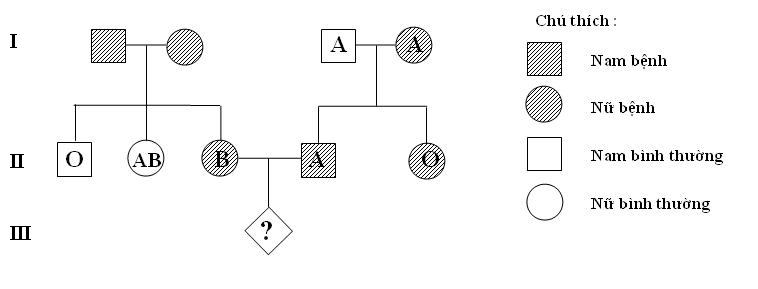 Chú thích :
I
A
A
Nam bệnh
Nữ bệnh
II
O
AB
B
A
O
Nam bình thường
Nữ bình thường
III
?